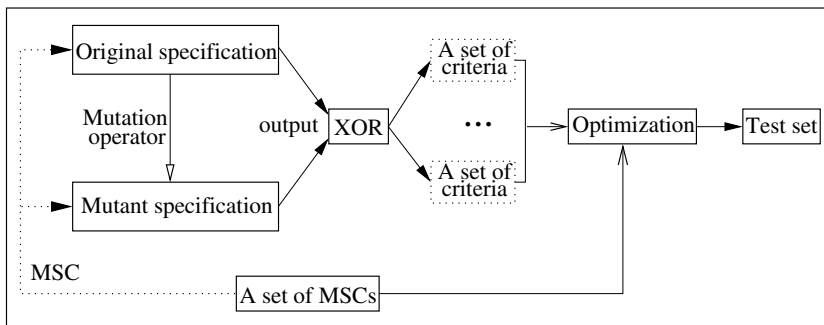 Original specification
Mutation
operator
Mutant specification
MSC
A set of MSCs
output
XOR
A set of
criteria
...
A set of
criteria
Optimization
Test set